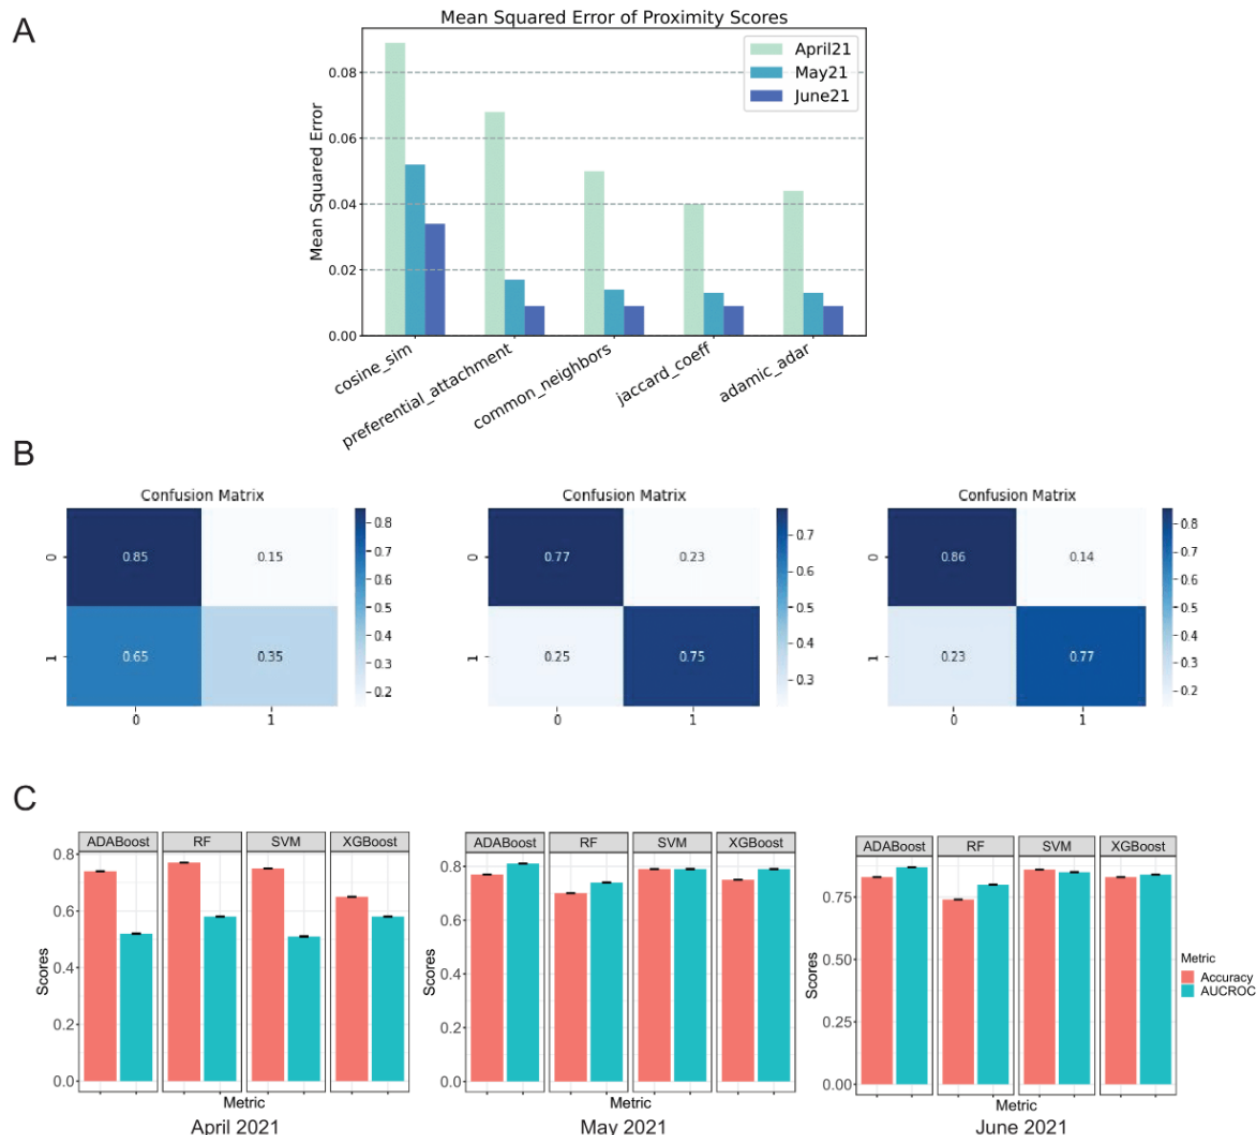 A
Mean Squared Error of Proximity Scores
Mean Squared Error
0.08
0.06
0.04
0.02
0.00
April21
May21
June21
cosine_sim
preferential_attachment
common_neighbors
jaccard_coeff
adamic_adar
B
Confusion Matrix
0
1
0.85
0.15
0.65
0.35
0
1
0.8
0.7
0.6
0.5
0.4
0.3
0.2
Confusion Matrix
0
1
0.77
0.23
0.25
0.75
0
1
0.7
0.6
0.5
0.4
0.3
Confusion Matrix
0
1
0.86
0.14
0.23
0.77
0
1
0.8
0.7
0.6
0.5
0.4
0.3
0.2
C
ADABoost
RF
SVM
XGBoost
Scores
0.8
0.6
0.4
0.2
0.0
Metric
April 2021
ADABoost
RF
SVM
XGBoost
Scores
0.8
0.6
0.4
0.2
0.0
Metric
May 2021
ADABoost
RF
SVM
XGBoost
Scores
0.75
0.50
0.25
0.00
Metric
June 2021
Metric
Accuracy
AUCROC